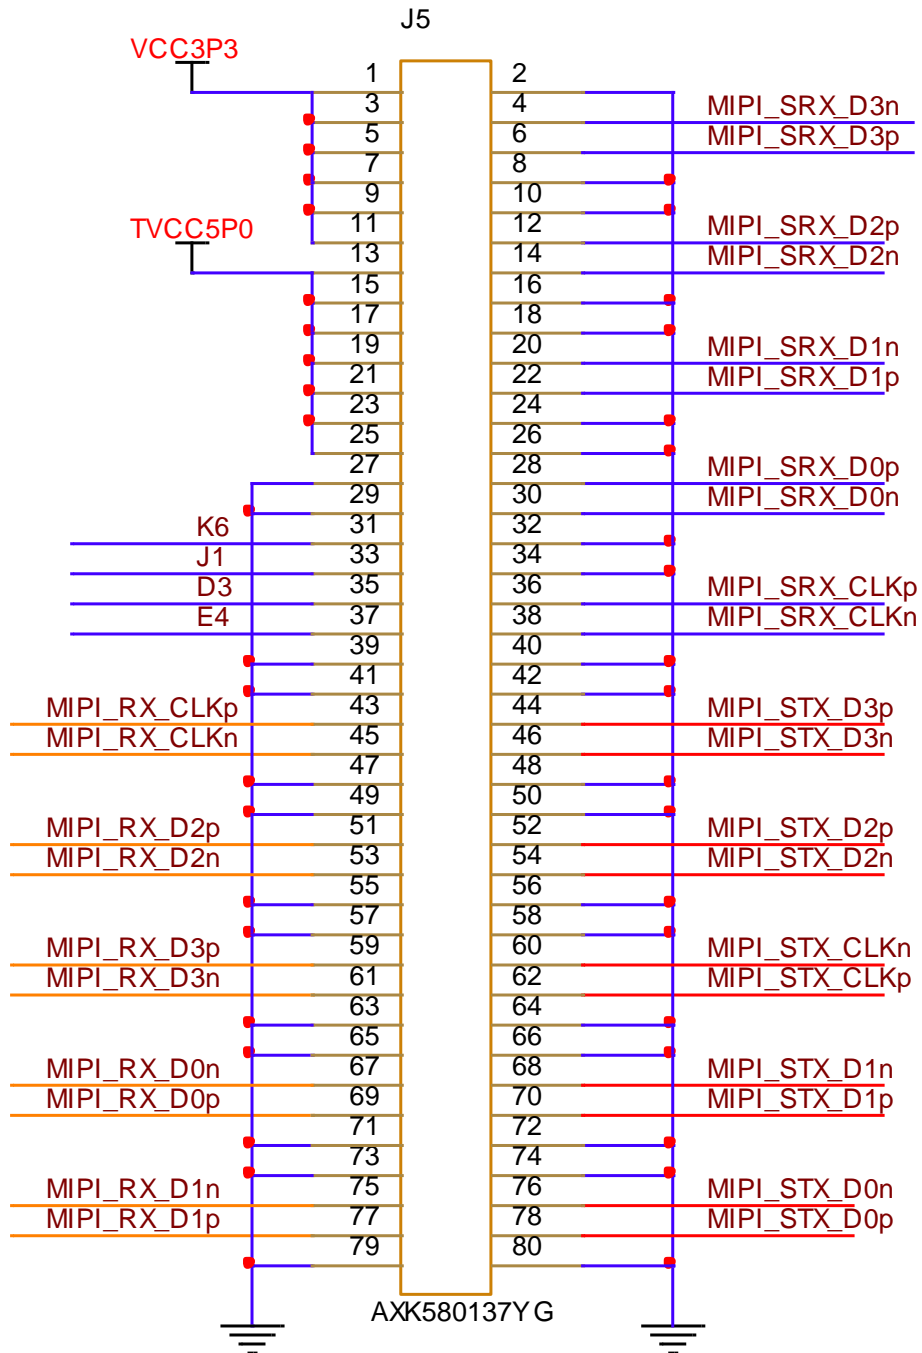 J5
VCC3P3
1 2
3 4 MIPI_SRX_D3n
5 6 MIPI_SRX_D3p
7 8
9 10
TVCC5P0 11 12 MIPI_SRX_D2p
13 14 MIPI_SRX_D2n
15 16
17 18
19 20 MIPI_SRX_D1n
21 22 MIPI_SRX_D1p
23 24
25 26
27 28 MIPI_SRX_D0p
29 30 MIPI_SRX_D0n
K6 31 32
J1 33 34
D3 35 36 MIPI_SRX_CLKp
E4 37 38 MIPI_SRX_CLKn
39 40
41 42
MIPI_RX_CLKp 43 44 MIPI_STX_D3p
MIPI_RX_CLKn 45 46 MIPI_STX_D3n
47 48
49 50
MIPI_RX_D2p 51 52 MIPI_STX_D2p
MIPI_RX_D2n 53 54 MIPI_STX_D2n
55 56
57 58
MIPI_RX_D3p 59 60 MIPI_STX_CLKn
MIPI_RX_D3n 61 62 MIPI_STX_CLKp
63 64
65 66
MIPI_RX_D0n 67 68 MIPI_STX_D1n
MIPI_RX_D0p 69 70 MIPI_STX_D1p
71 72
73 74
MIPI_RX_D1n 75 76 MIPI_STX_D0n
MIPI_RX_D1p 77 78 MIPI_STX_D0p
79 80
AXK580137YG